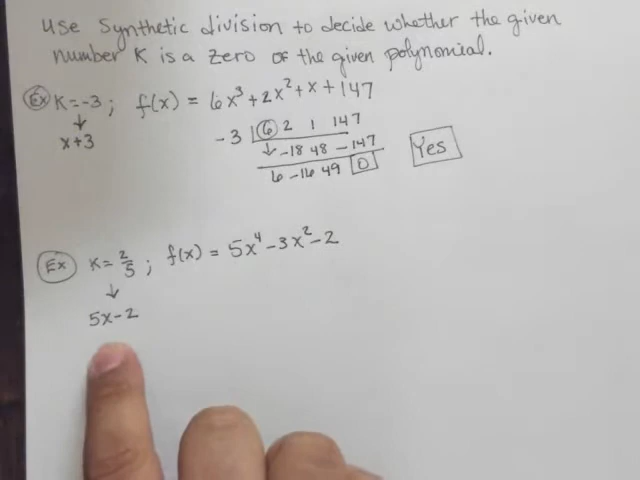 Use Synthetic division to decide whether the given
number K is a zero of the given polynomial.
Ex K = -3 ; f(x) = 6x³ + 2x² + x + 147
↓
x+3
-3 | 6 2 1 147
↓ -18 48 -147
6 -16 49 0
Yes
Ex K = 2/5 ; f(x) = 5x⁴ - 3x² - 2
↓
5x-2